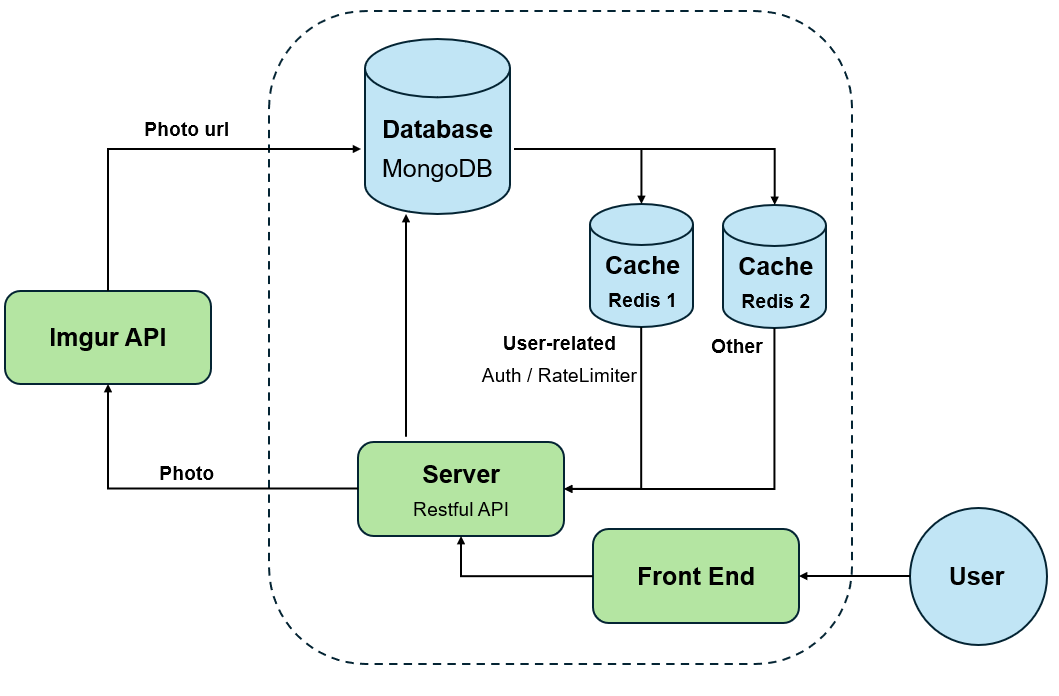 Photo url
Database
MongoDB
Cache
Redis 1
Cache
Redis 2
Imgur API
User-related
Auth / RateLimiter
Other
Photo
Server
Restful API
Front End
User